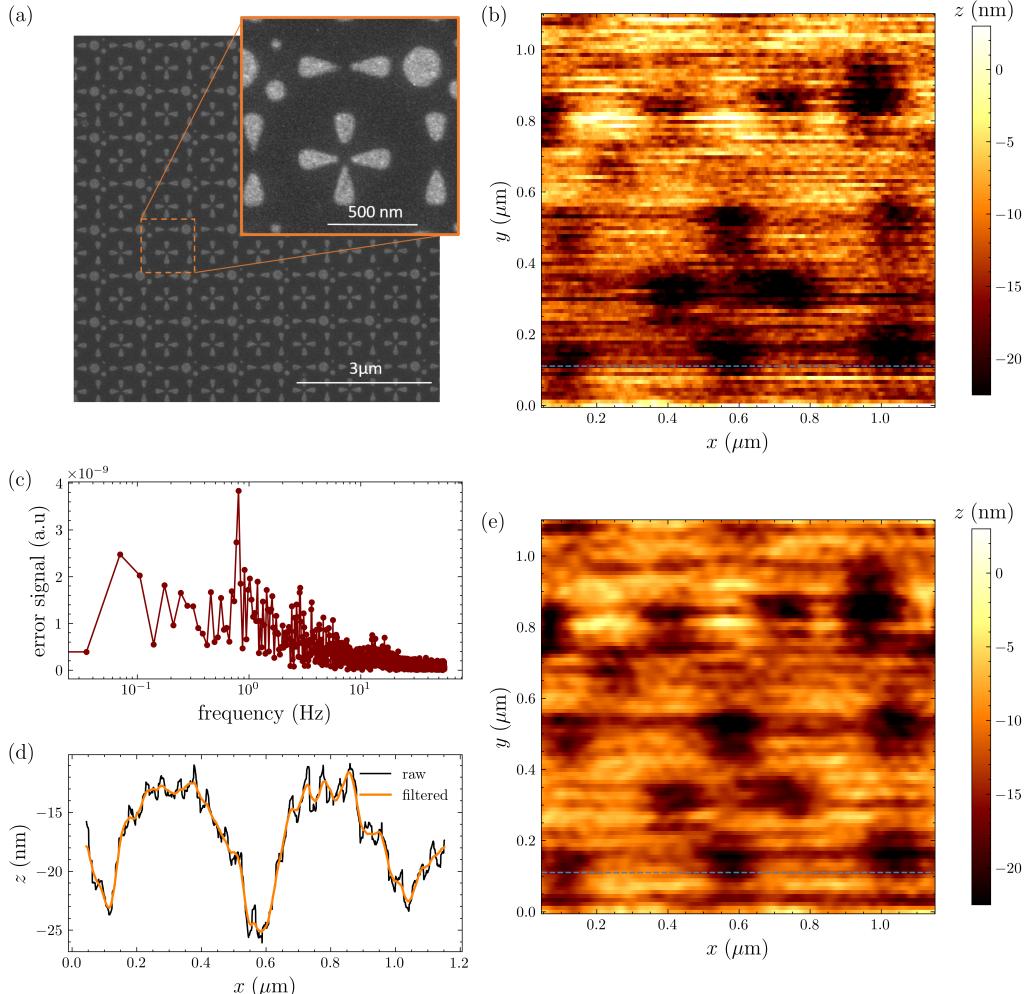 (a)
500 nm
3µm
(b)
z (nm)
1.0
0.8
0.6
0.4
0.2
0.0
y (µm)
0.2 0.4 0.6 0.8 1.0
x (µm)
0
−5
−10
−15
−20
(c)
×10⁻⁹
4
3
2
1
0
error signal (a.u)
10⁻¹ 10⁰ 10¹
frequency (Hz)
(d)
raw
filtered
−15
−20
−25
z (nm)
0.0 0.2 0.4 0.6 0.8 1.0 1.2
x (µm)
(e)
z (nm)
1.0
0.8
0.6
0.4
0.2
0.0
y (µm)
0.2 0.4 0.6 0.8 1.0
x (µm)
0
−5
−10
−15
−20